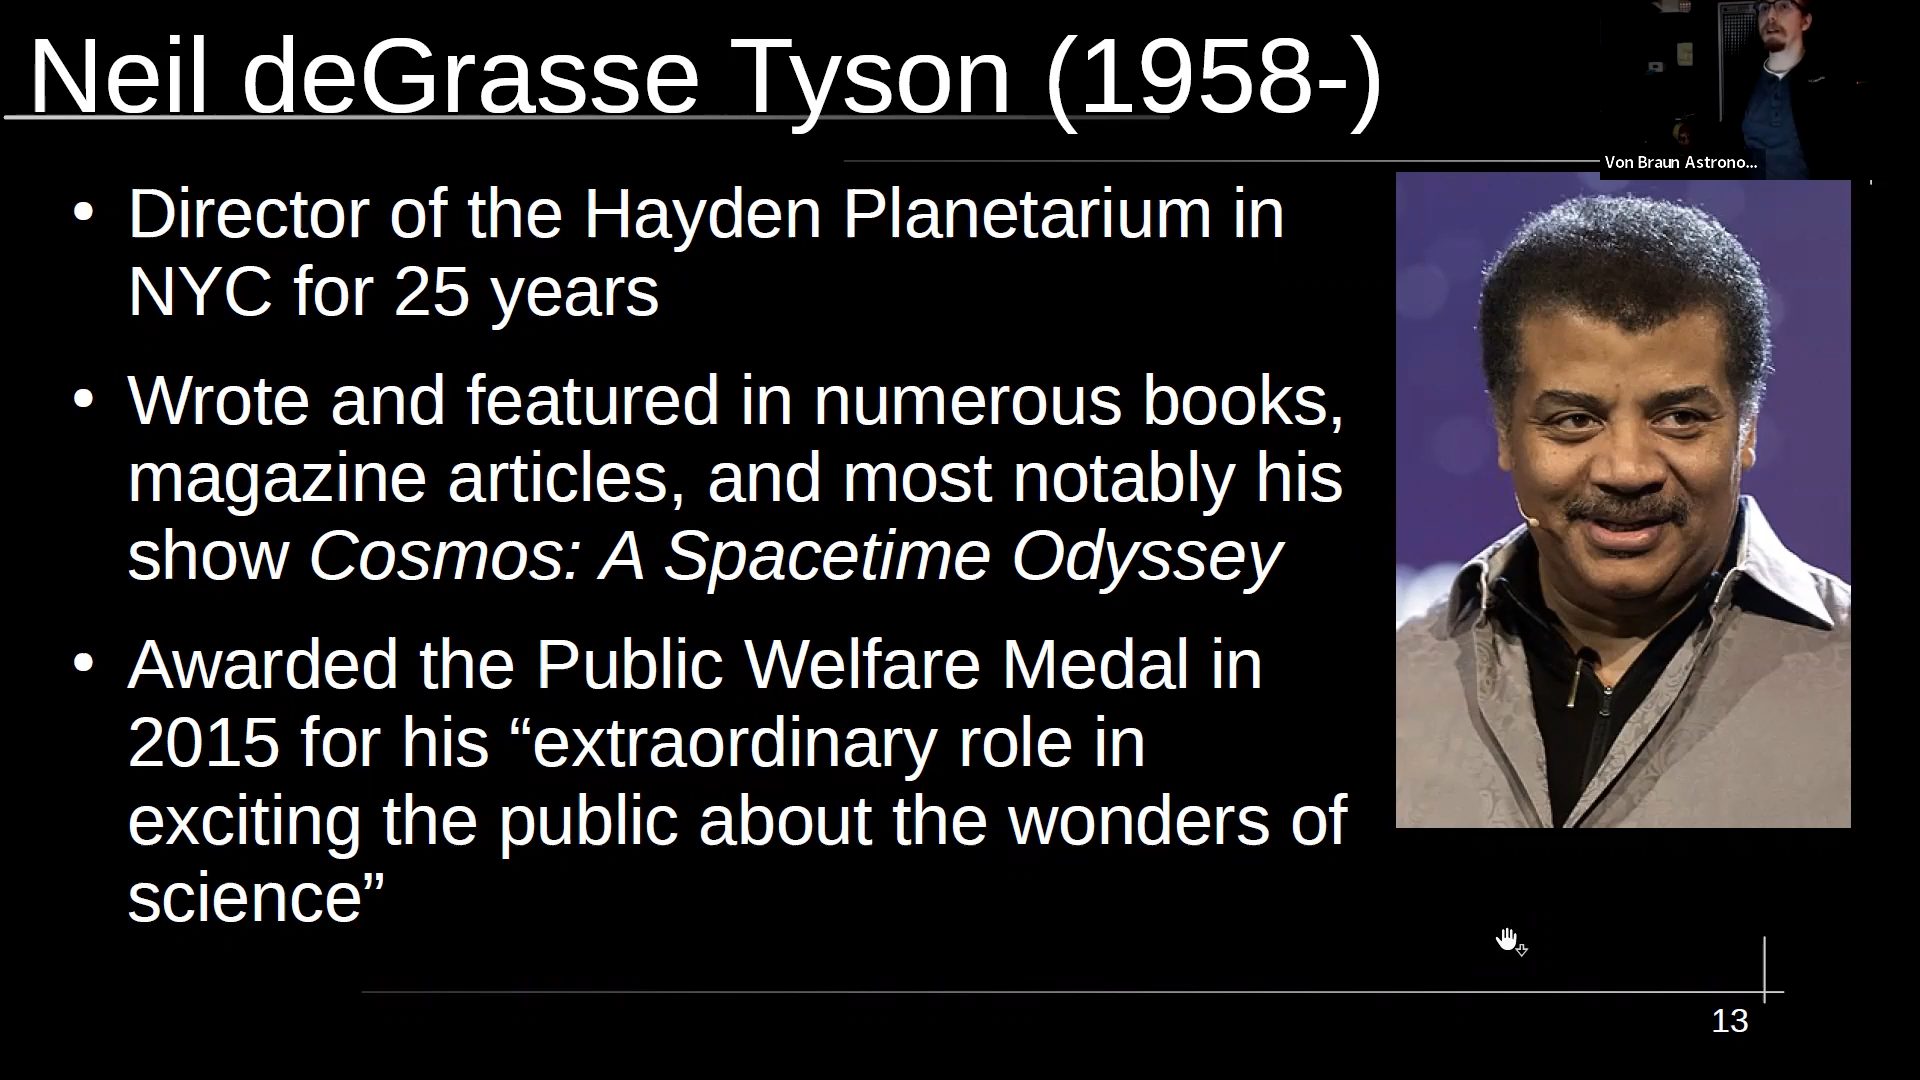 Neil deGrasse Tyson (1958-)
Von Braun Astrono...
• Director of the Hayden Planetarium in
NYC for 25 years
• Wrote and featured in numerous books,
magazine articles, and most notably his
show Cosmos: A Spacetime Odyssey
• Awarded the Public Welfare Medal in
2015 for his “extraordinary role in
exciting the public about the wonders of
science”
13